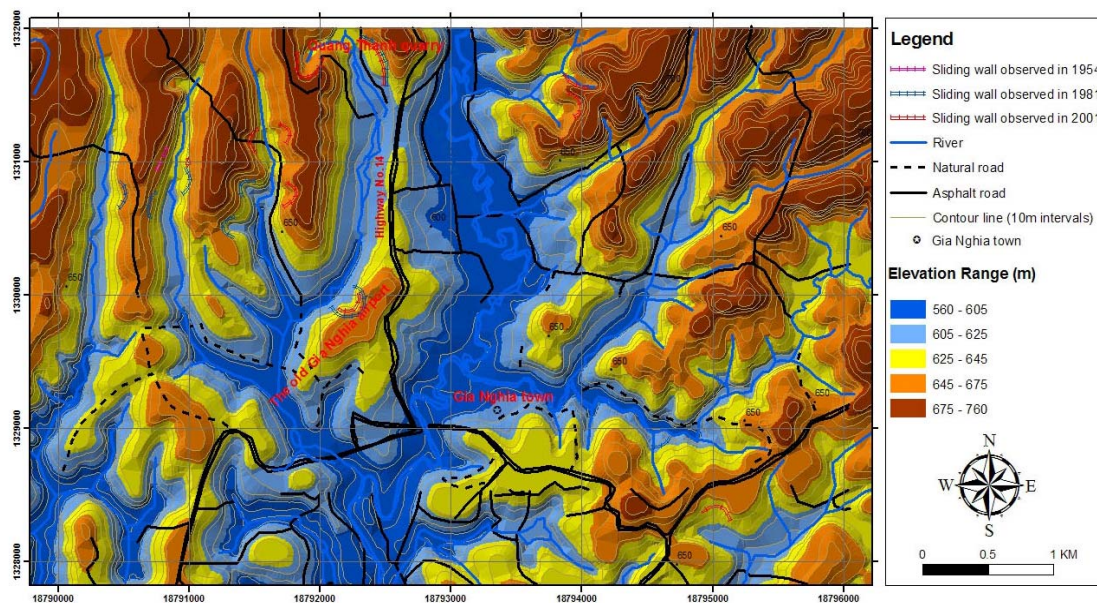 Quang Thanh quarry
650
650
Highway No.14
600
650
650
650
The old Gia Nghia airport
650
650
Gia Nghia town
650
650
650
1332000
1331000
1330000
1329000
1328000
18790000 18791000 18792000 18793000 18794000 18795000 18796000
Legend
Sliding wall observed in 1954
Sliding wall observed in 1981
Sliding wall observed in 2001
River
Natural road
Asphalt road
Contour line (10m intervals)
Gia Nghia town
Elevation Range (m)
560 - 605
605 - 625
625 - 645
645 - 675
675 - 760
N
W E
S
0 0.5 1 KM